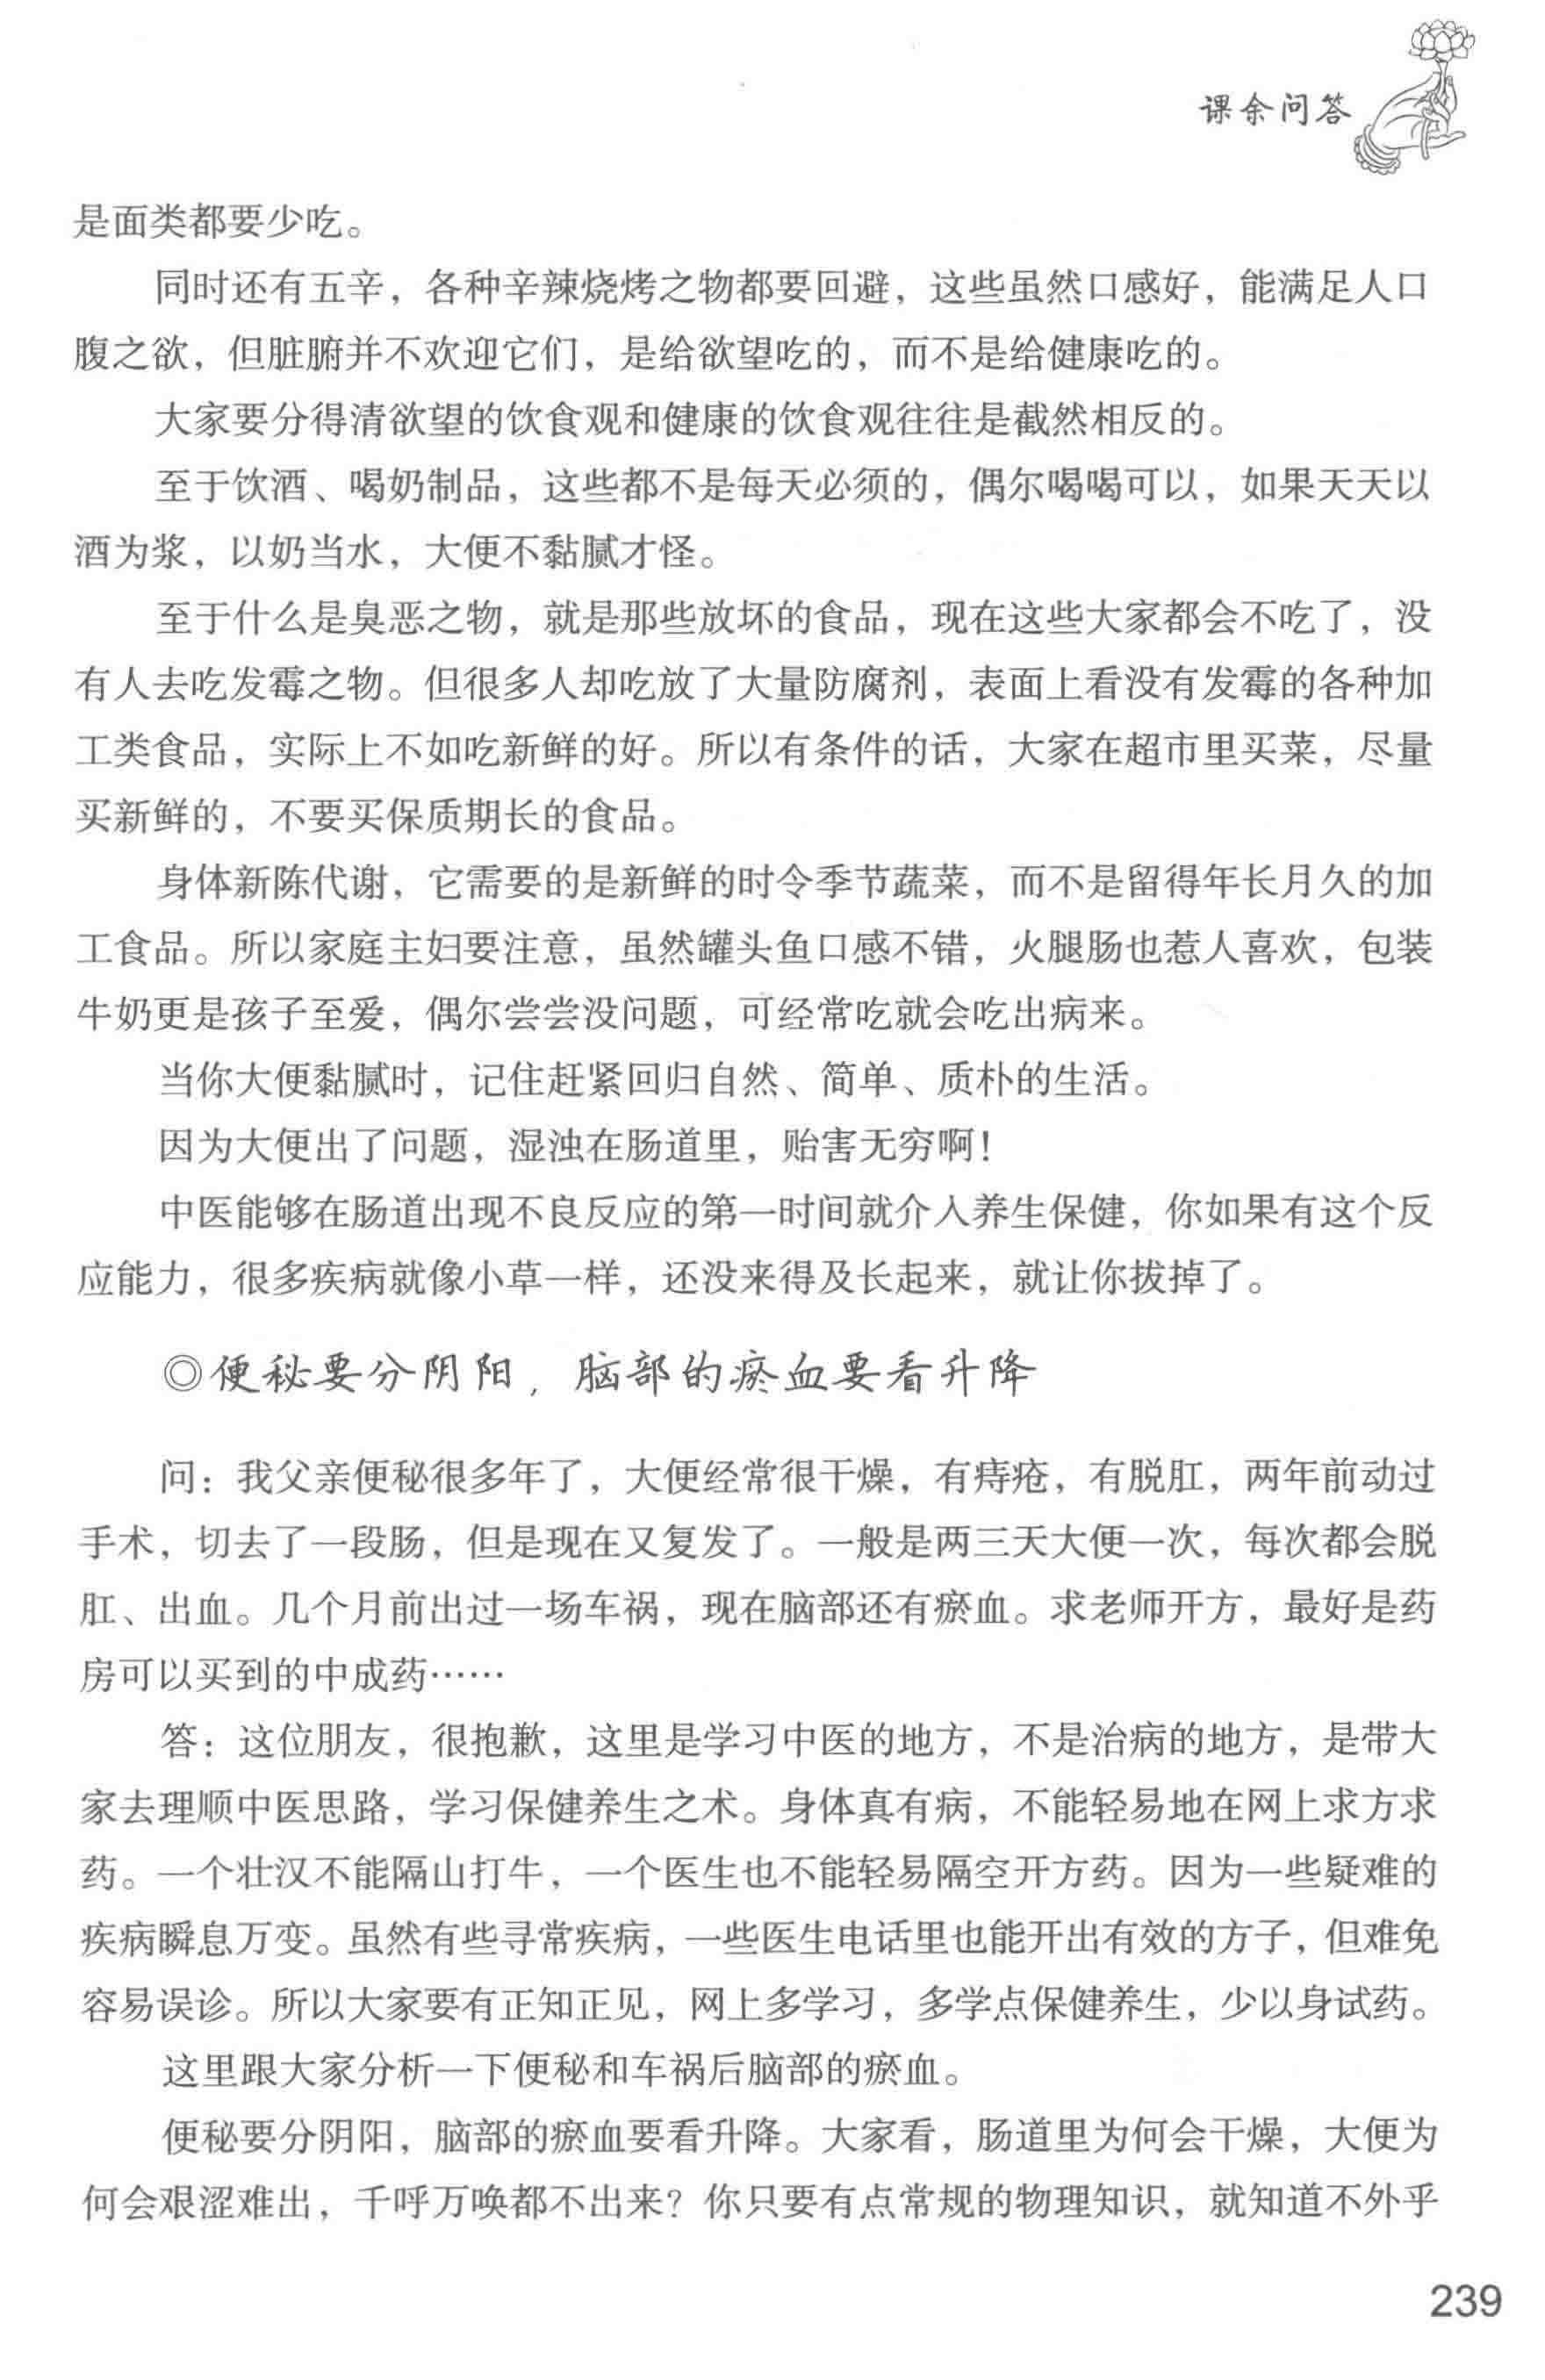 课余问答
是面类都要少吃。
同时还有五辛，各种辛辣烧烤之物都要回避，这些虽然口感好，能满足人口
腹之欲，但脏腑并不欢迎它们，是给欲望吃的，而不是给健康吃的。
大家要分得清欲望的饮食观和健康的饮食观往往是截然相反的。
至于饮酒、喝奶制品，这些都不是每天必须的，偶尔喝喝可以，如果天天以
酒为浆，以奶当水，大便不黏腻才怪。
至于什么是臭恶之物，就是那些放坏的食品，现在这些大家都会不吃了，没
有人去吃发霉之物。但很多人却吃放了大量防腐剂，表面上看没有发霉的各种加
工类食品，实际上不如吃新鲜的好。所以有条件的话，大家在超市里买菜，尽量
买新鲜的，不要买保质期长的食品。
身体新陈代谢，它需要的是新鲜的时令季节蔬菜，而不是留得年长月久的加
工食品。所以家庭主妇要注意，虽然罐头鱼口感不错，火腿肠也惹人喜欢，包装
牛奶更是孩子至爱，偶尔尝尝没问题，可经常吃就会吃出病来。
当你大便黏腻时，记住赶紧回归自然、简单、质朴的生活。
因为大便出了问题，湿浊在肠道里，贻害无穷啊！
中医能够在肠道出现不良反应的第一时间就介入养生保健，你如果有这个反
应能力，很多疾病就像小草一样，还没来得及长起来，就让你拔掉了。
◎便秘要分阴阳，脑部的瘀血要看升降
问：我父亲便秘很多年了，大便经常很干燥，有痔疮，有脱肛，两年前动过
手术，切去了一段肠，但是现在又复发了。一般是两三天大便一次，每次都会脱
肛、出血。几个月前出过一场车祸，现在脑部还有瘀血。求老师开方，最好是药
房可以买到的中成药……
答：这位朋友，很抱歉，这里是学习中医的地方，不是治病的地方，是带大
家去理顺中医思路，学习保健养生之术。身体真有病，不能轻易地在网上求方求
药。一个壮汉不能隔山打牛，一个医生也不能轻易隔空开方药。因为一些疑难的
疾病瞬息万变。虽然有些寻常疾病，一些医生电话里也能开出有效的方子，但难免
容易误诊。所以大家要有正知正见，网上多学习，多学点保健养生，少以身试药。
这里跟大家分析一下便秘和车祸后脑部的瘀血。
便秘要分阴阳，脑部的瘀血要看升降。大家看，肠道里为何会干燥，大便为
何会艰涩难出，千呼万唤都不出来？你只要有点常规的物理知识，就知道不外乎
239